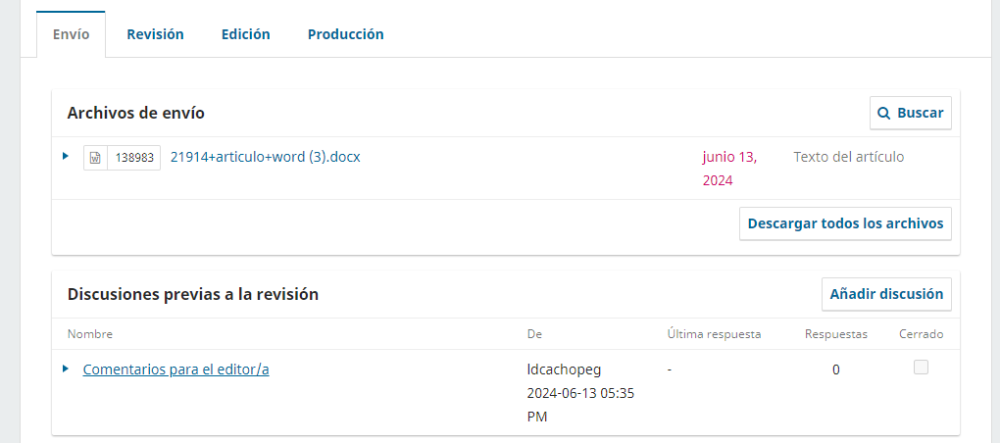 Envío Revisión Edición Producción
Archivos de envío Buscar
138983 21914+articulo+word (3).docx junio 13, Texto del artículo
2024
Descargar todos los archivos
Discusiones previas a la revisión Añadir discusión
Nombre De Última respuesta Respuestas Cerrado
Comentarios para el editor/a ldcachopeg - 0
2024-06-13 05:35
PM